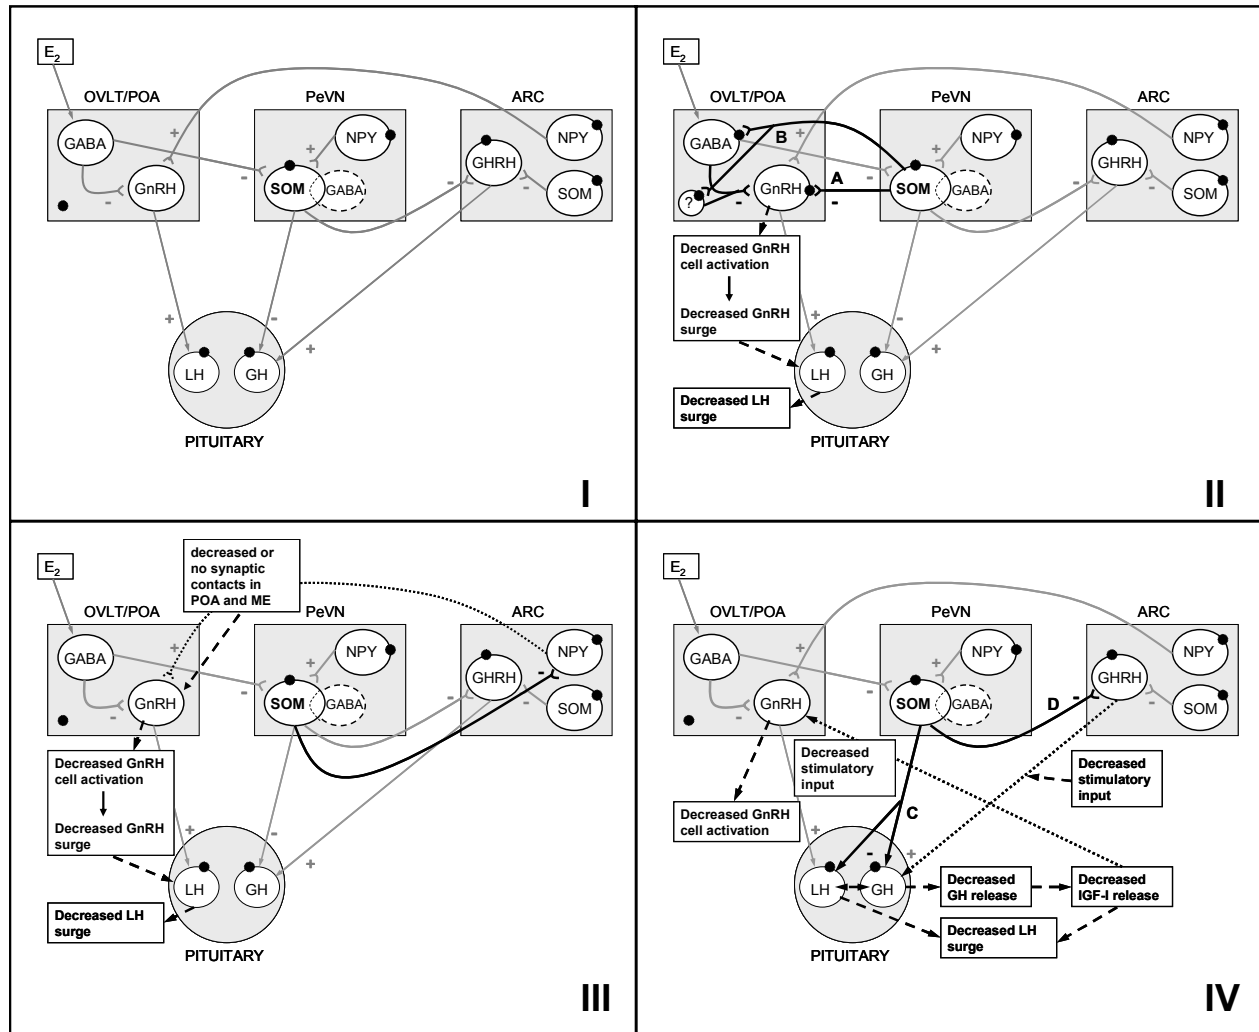 E2
OVLT/POA
PeVN
ARC
GABA
+
NPY
NPY
+
GHRH
GnRH
-
SOM
GABA
-
SOM
-
-
+
-
+
LH
GH
PITUITARY
I
E2
OVLT/POA
PeVN
ARC
GABA
+
B
NPY
NPY
+
GHRH
?
GnRH
A
-
SOM
GABA
-
SOM
-
-
-
Decreased GnRH
cell activation
Decreased GnRH
surge
+
-
+
LH
GH
Decreased LH
surge
PITUITARY
II
decreased or
no synaptic
contacts in
POA and ME
E2
OVLT/POA
PeVN
ARC
GABA
+
NPY
NPY
+
GHRH
-
GnRH
-
SOM
GABA
-
SOM
-
-
Decreased GnRH
cell activation
Decreased GnRH
surge
+
-
+
LH
GH
Decreased LH
surge
PITUITARY
III
E2
OVLT/POA
PeVN
ARC
GABA
+
NPY
NPY
+
GHRH
GnRH
-
SOM
GABA
D
-
-
SOM
-
Decreased
stimulatory
input
Decreased
stimulatory
input
Decreased GnRH
cell activation
+
C
-
+
LH
GH
Decreased
GH release
Decreased
IGF-I release
Decreased LH
surge
PITUITARY
IV